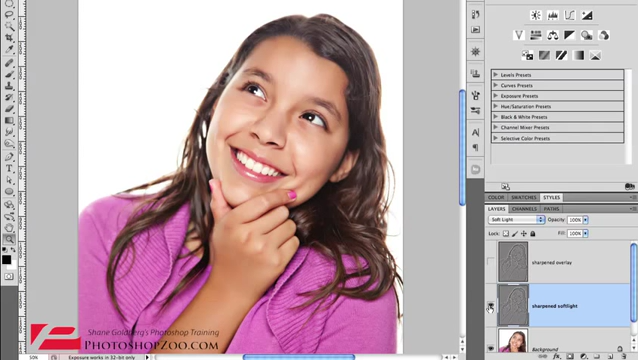 Levels Presets
Curves Presets
Exposure Presets
Hue/Saturation Presets
Black & White Presets
Channel Mixer Presets
Selective Color Presets
COLOR SWATCHES STYLES
LAYERS CHANNELS PATHS
Soft Light Opacity: 100%
Lock: Fill: 100%
sharpened overlay
sharpened softlight
Background
Shane Goldberg's Photoshop Training
PHOTOSHOPZOO.COM
50% Exposure works in 32-bit only